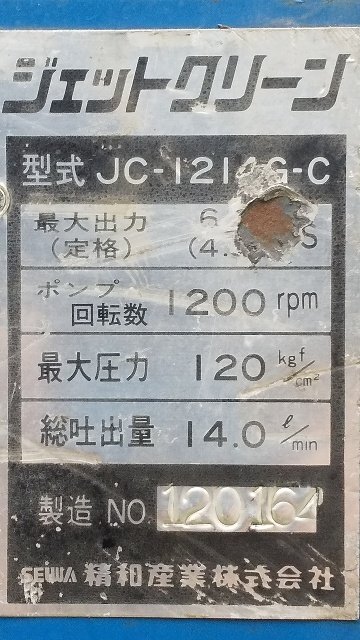 ジェットクリーン
型式 JC-1214G-C
最大出力
(定格)
ポンプ回転数 1200 rpm
最大圧力 120 kgf/cm²
総吐出量 14.0 ℓ/min
製造 NO 120164
SEIWA 精和産業株式会社